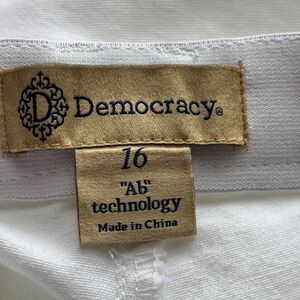 D
Democracy®
16
"Ab"
technology
Made in China